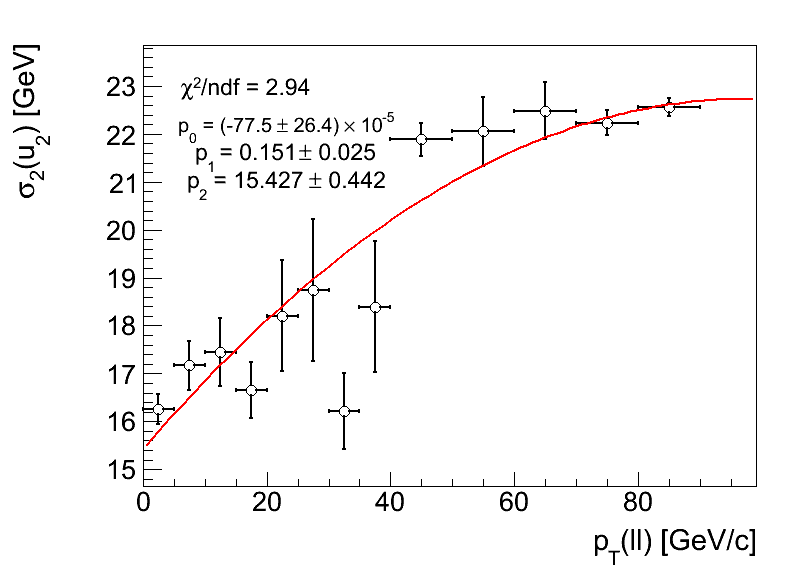 σ₂(u₂) [GeV]
23
22
21
20
19
18
17
16
15
χ²/ndf = 2.94
p₀ = (-77.5 ± 26.4) × 10⁻⁵
p₁ = 0.151± 0.025
p₂ = 15.427 ± 0.442
0 20 40 60 80
p_T(ll) [GeV/c]